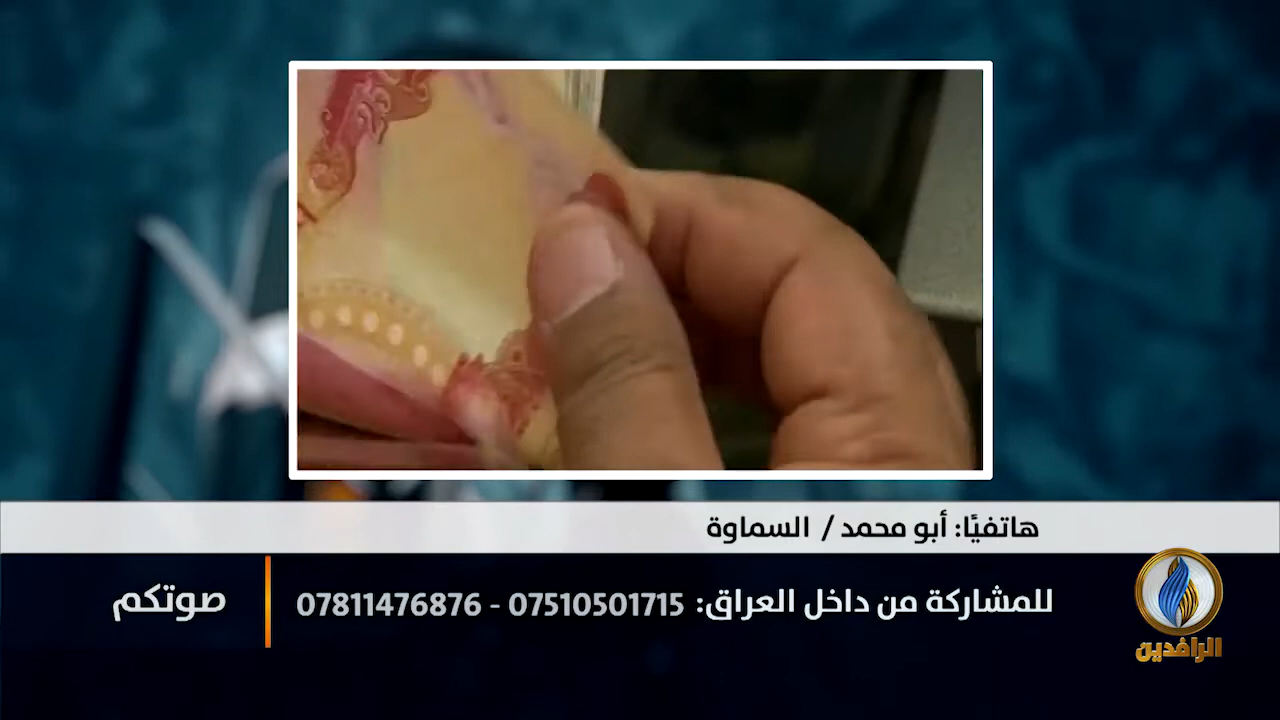 هاتفيًا: أبو محمد / السماوة
للمشاركة من داخل العراق: 07510501715 - 07811476876
صوتكم
الرافدين